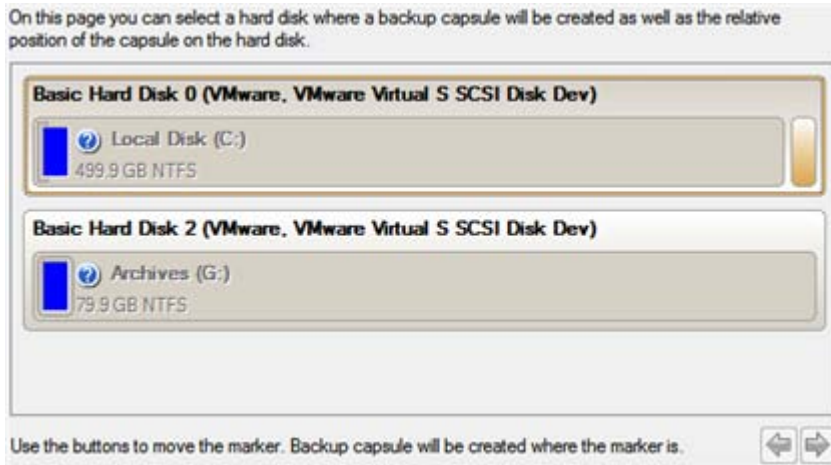 On this page you can select a hard disk where a backup capsule will be created as well as the relative
position of the capsule on the hard disk.
Basic Hard Disk 0 (VMware, VMware Virtual S SCSI Disk Dev)
Local Disk (C:)
499.9 GB NTFS
Basic Hard Disk 2 (VMware, VMware Virtual S SCSI Disk Dev)
Archives (G:)
79.9 GB NTFS
Use the buttons to move the marker. Backup capsule will be created where the marker is.